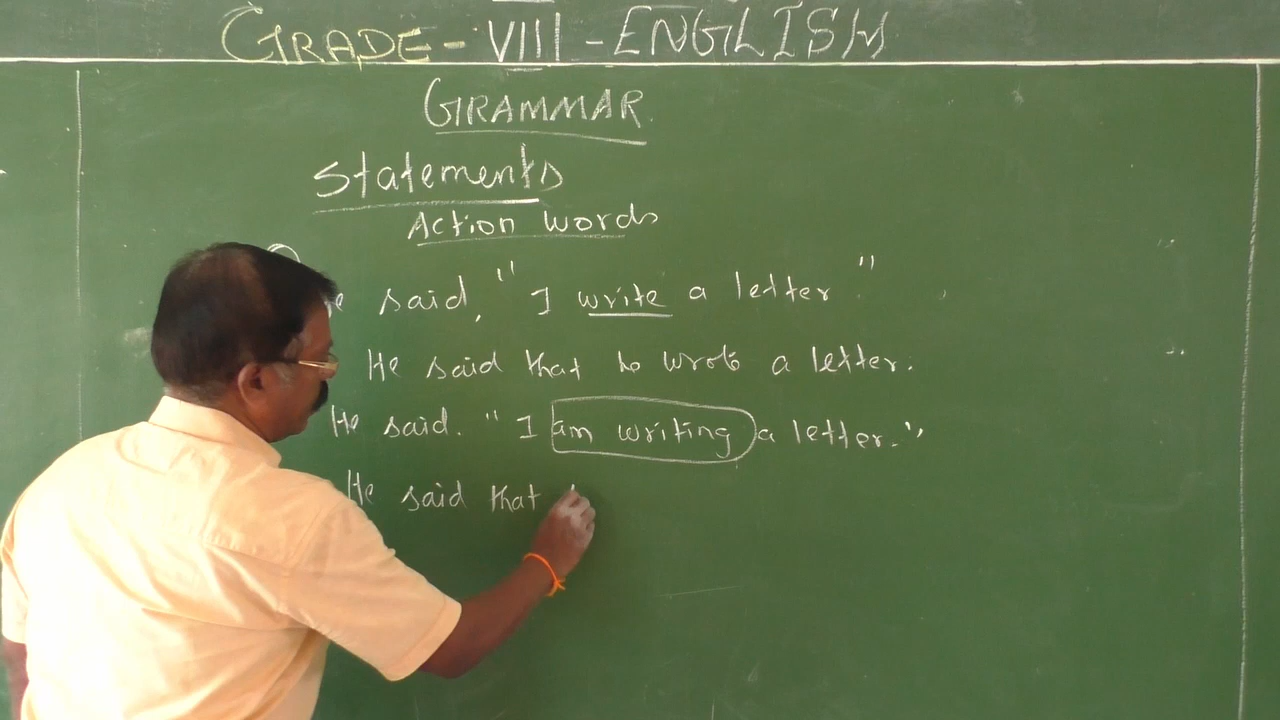 GRADE - VIII - ENGLISH
GRAMMAR.
Statements
Action words
said, "I write a letter."
He said that he wrote a letter.
He said. "I am writing a letter."
He said that